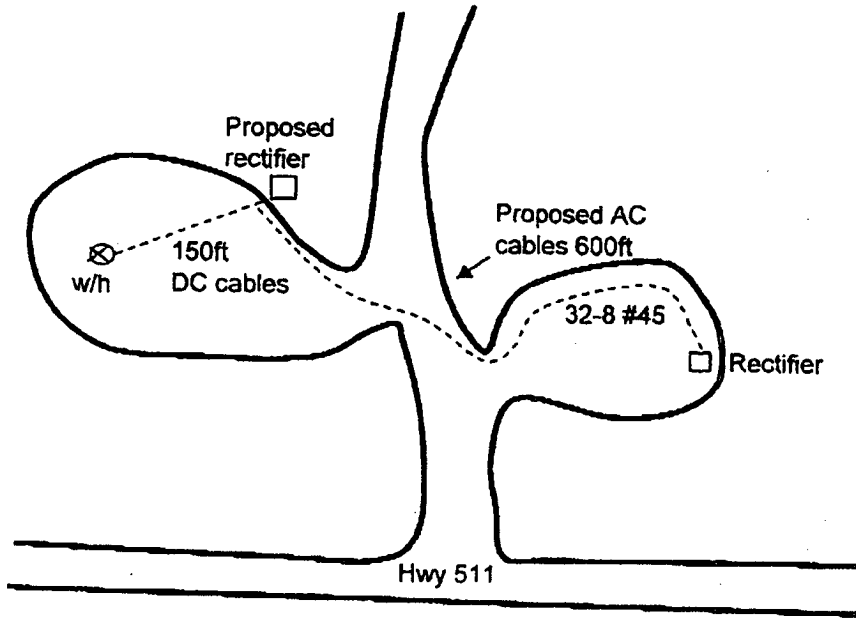 Proposed
rectifier
Proposed AC
cables 600ft
150ft
DC cables
w/h
32-8 #45
Rectifier
Hwy 511